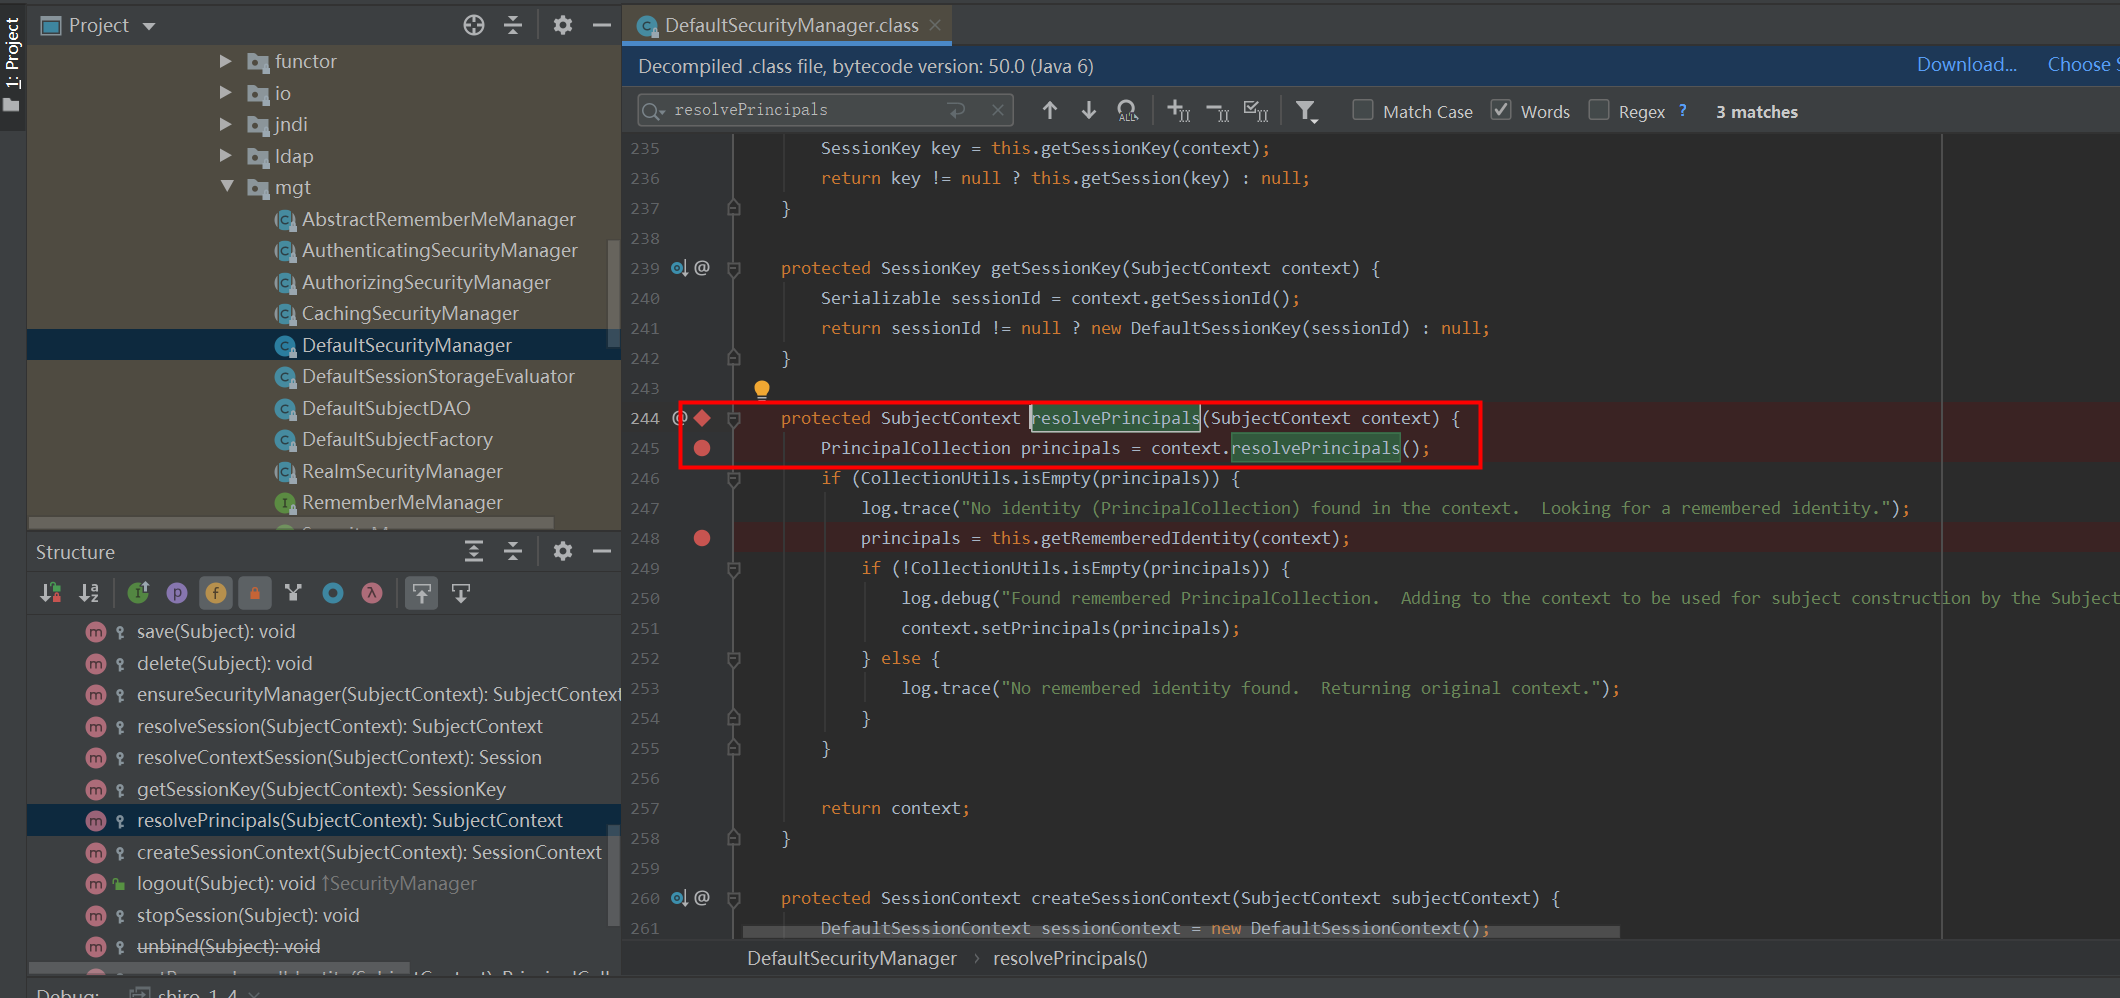 1: Project
Project
functor
io
jndi
ldap
mgt
AbstractRememberMeManager
AuthenticatingSecurityManager
AuthorizingSecurityManager
CachingSecurityManager
DefaultSecurityManager
DefaultSessionStorageEvaluator
DefaultSubjectDAO
DefaultSubjectFactory
RealmSecurityManager
RememberMeManager
Structure
save(Subject): void
delete(Subject): void
ensureSecurityManager(SubjectContext): SubjectContext
resolveSession(SubjectContext): SubjectContext
resolveContextSession(SubjectContext): Session
getSessionKey(SubjectContext): SessionKey
resolvePrincipals(SubjectContext): SubjectContext
createSessionContext(SubjectContext): SessionContext
logout(Subject): void ↑SecurityManager
stopSession(Subject): void
unbind(Subject): void
Debug: shiro_1_4
DefaultSecurityManager.class
Decompiled .class file, bytecode version: 50.0 (Java 6) Download... Choose S
resolvePrincipals Match Case Words Regex ? 3 matches
235 SessionKey key = this.getSessionKey(context);
236 return key != null ? this.getSession(key) : null;
237 }
238
239 @ protected SessionKey getSessionKey(SubjectContext context) {
240 Serializable sessionId = context.getSessionId();
241 return sessionId != null ? new DefaultSessionKey(sessionId) : null;
242 }
243
244 @ protected SubjectContext resolvePrincipals(SubjectContext context) {
245 PrincipalCollection principals = context.resolvePrincipals();
246 if (CollectionUtils.isEmpty(principals)) {
247 log.trace("No identity (PrincipalCollection) found in the context.  Looking for a remembered identity.");
248 principals = this.getRememberedIdentity(context);
249 if (!CollectionUtils.isEmpty(principals)) {
250 log.debug("Found remembered PrincipalCollection.  Adding to the context to be used for subject construction by the Subject
251 context.setPrincipals(principals);
252 } else {
253 log.trace("No remembered identity found.  Returning original context.");
254 }
255 }
256
257 return context;
258 }
259
260 @ protected SessionContext createSessionContext(SubjectContext subjectContext) {
261 DefaultSessionContext sessionContext = new DefaultSessionContext();
DefaultSecurityManager › resolvePrincipals()